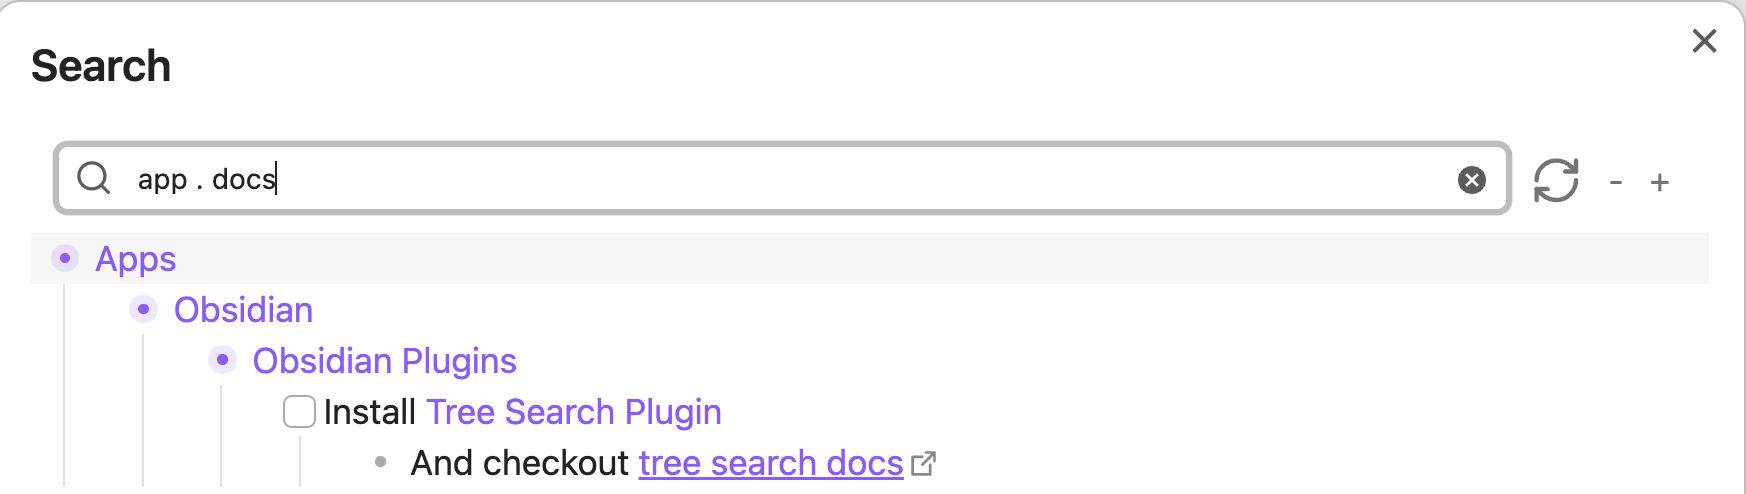 Search
app . docs
- +
Apps
Obsidian
Obsidian Plugins
Install Tree Search Plugin
And checkout tree search docs